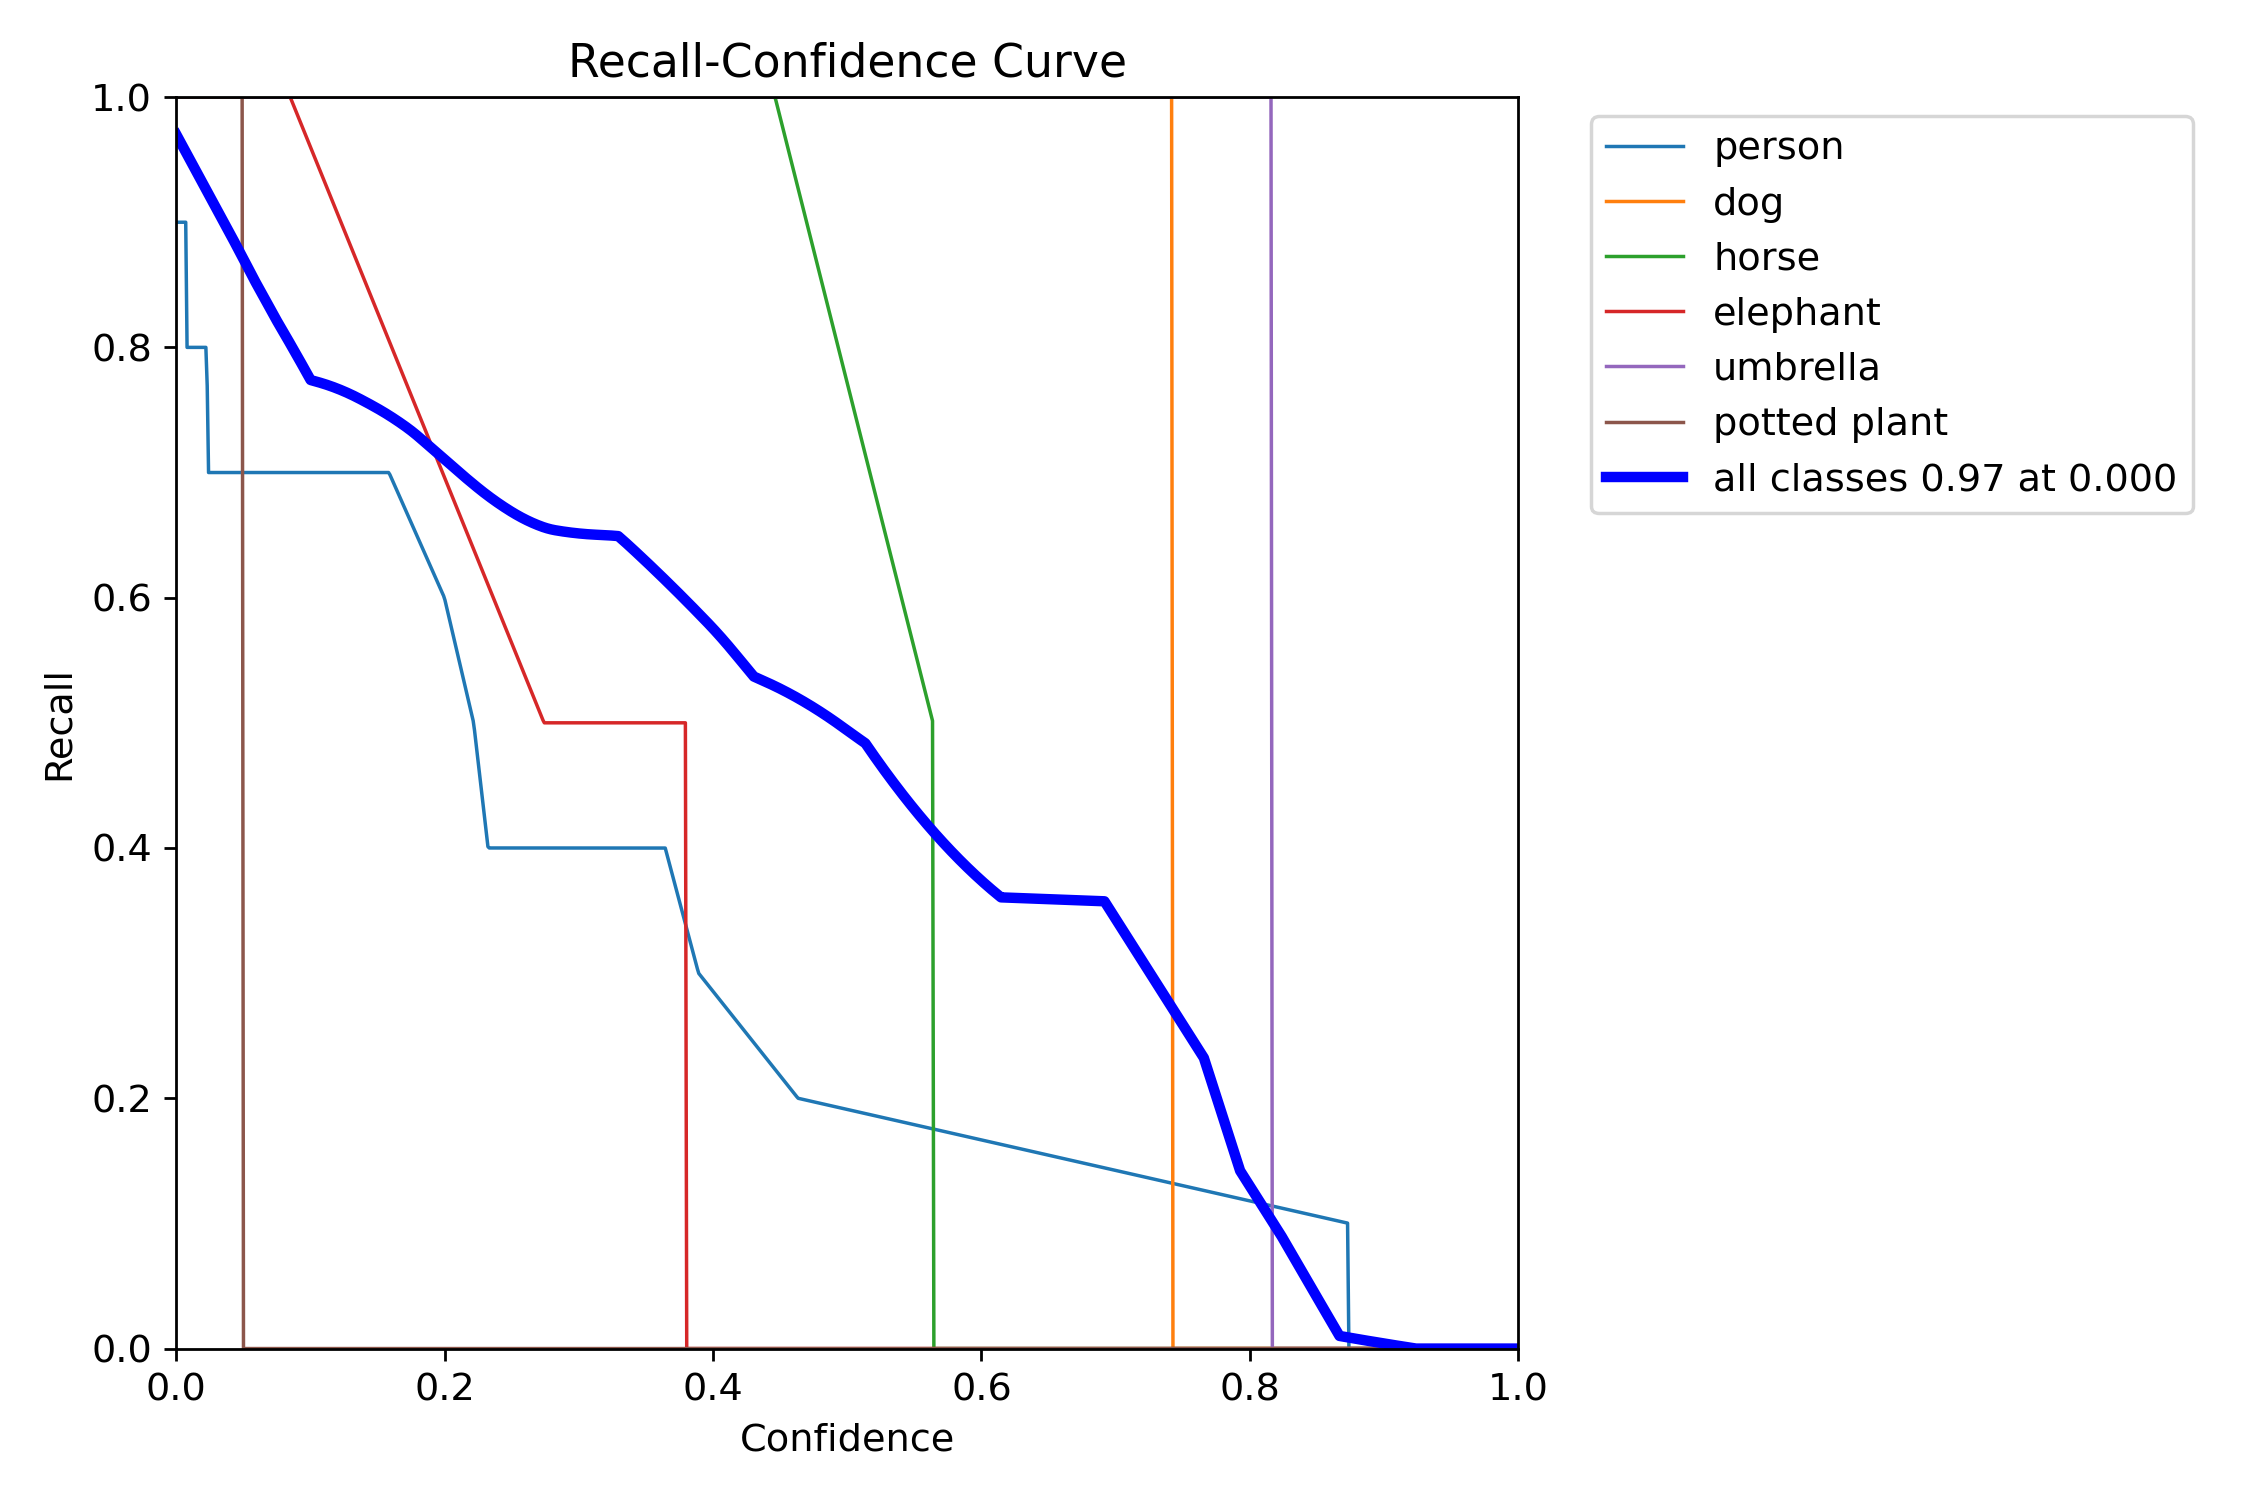 Recall-Confidence Curve
1.0
0.8
0.6
0.4
0.2
0.0
Recall
0.0 0.2 0.4 0.6 0.8 1.0
Confidence
person
dog
horse
elephant
umbrella
potted plant
all classes 0.97 at 0.000